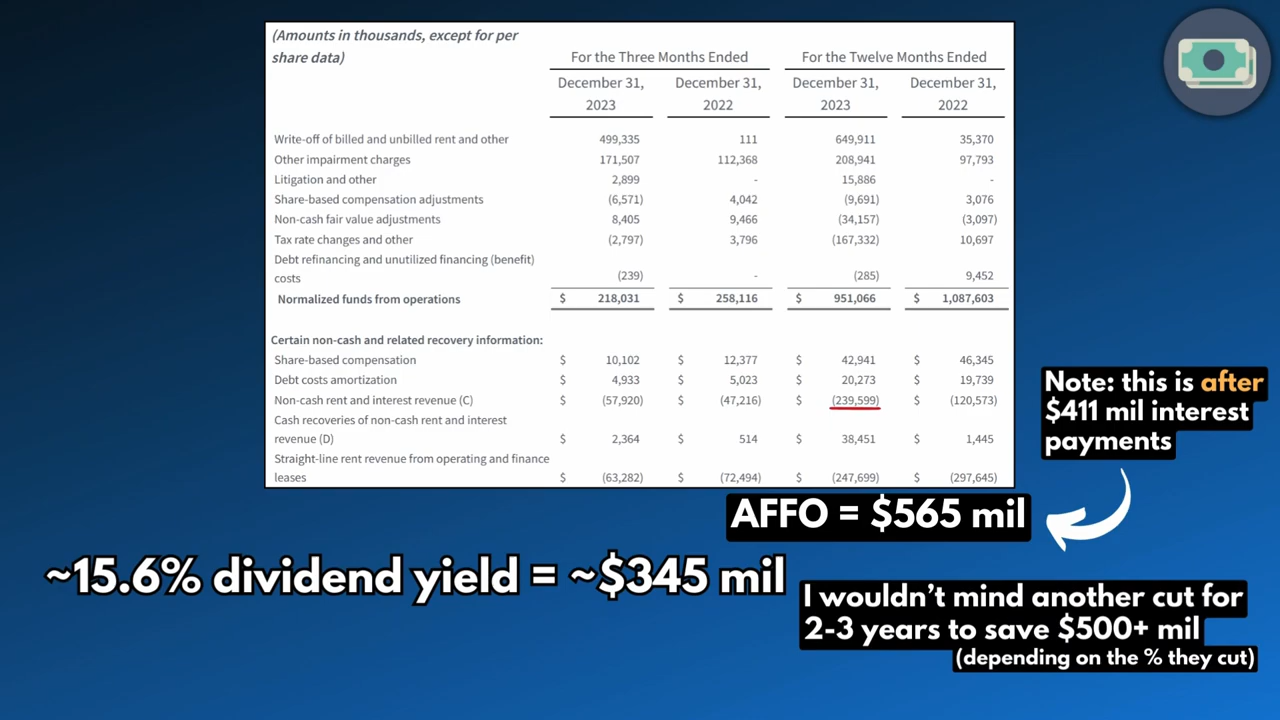 (Amounts in thousands, except for per
share data)
For the Three Months Ended For the Twelve Months Ended
December 31, December 31, December 31, December 31,
2023 2022 2023 2022
Write-off of billed and unbilled rent and other 499,335 111 649,911 35,370
Other impairment charges 171,507 112,368 208,941 97,793
Litigation and other 2,899 - 15,886 -
Share-based compensation adjustments (6,571) 4,042 (9,691) 3,076
Non-cash fair value adjustments 8,405 9,466 (34,157) (3,097)
Tax rate changes and other (2,797) 3,796 (167,332) 10,697
Debt refinancing and unutilized financing (benefit)
costs (239) - (285) 9,452
Normalized funds from operations $ 218,031 $ 258,116 $ 951,066 $ 1,087,603
Certain non-cash and related recovery information:
Share-based compensation $ 10,102 $ 12,377 $ 42,941 $ 46,345
Debt costs amortization $ 4,933 $ 5,023 $ 20,273 $ 19,739
Non-cash rent and interest revenue (C) $ (57,920) $ (47,216) $ (239,599) $ (120,573)
Cash recoveries of non-cash rent and interest
revenue (D) $ 2,364 $ 514 $ 38,451 $ 1,445
Straight-line rent revenue from operating and finance
leases $ (63,282) $ (72,494) $ (247,699) $ (297,645)
Note: this is after
$411 mil interest
payments
AFFO = $565 mil
~15.6% dividend yield = ~$345 mil
I wouldn't mind another cut for
2-3 years to save $500+ mil
(depending on the % they cut)